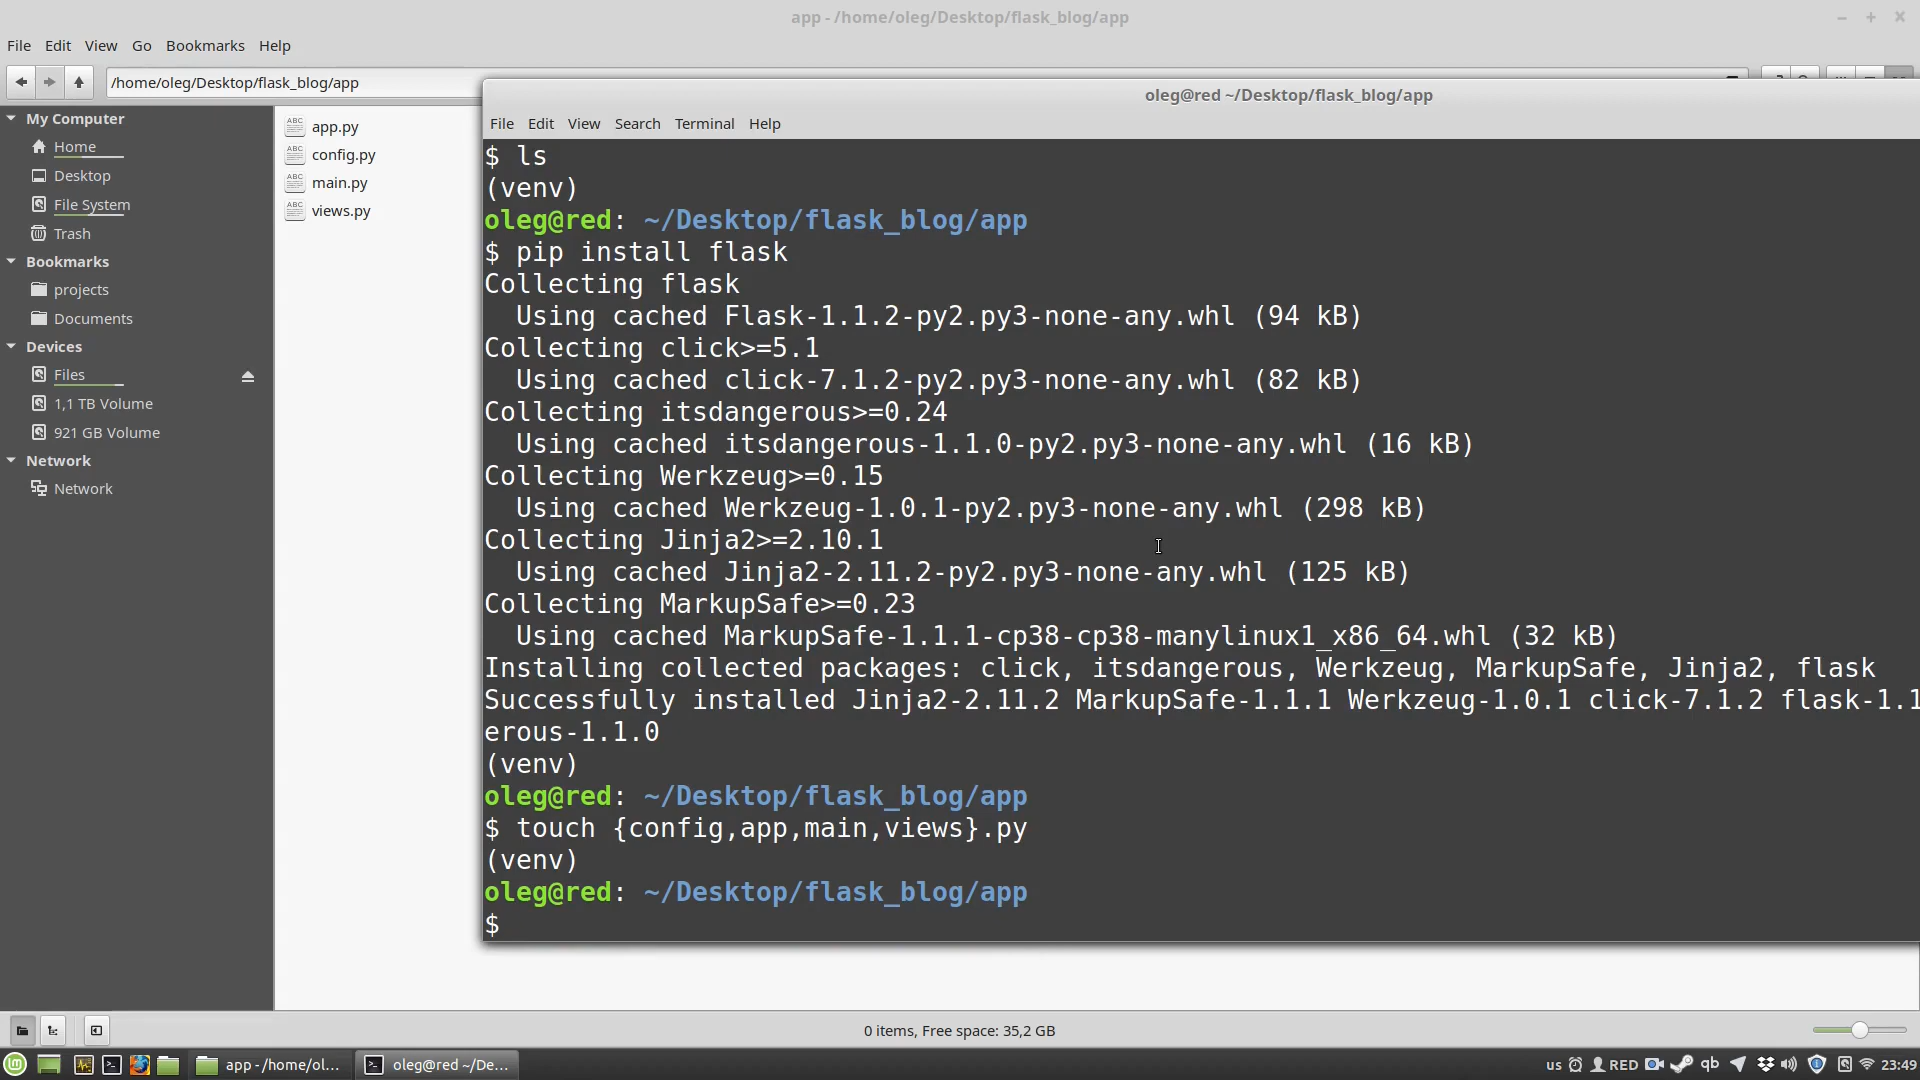 app - /home/oleg/Desktop/flask_blog/app
File Edit View Go Bookmarks Help
/home/oleg/Desktop/flask_blog/app
My Computer
Home
Desktop
File System
Trash
Bookmarks
projects
Documents
Devices
Files
1,1 TB Volume
921 GB Volume
Network
Network
app.py
config.py
main.py
views.py
oleg@red ~/Desktop/flask_blog/app
File Edit View Search Terminal Help
$ ls
(venv)
oleg@red: ~/Desktop/flask_blog/app
$ pip install flask
Collecting flask
Using cached Flask-1.1.2-py2.py3-none-any.whl (94 kB)
Collecting click>=5.1
Using cached click-7.1.2-py2.py3-none-any.whl (82 kB)
Collecting itsdangerous>=0.24
Using cached itsdangerous-1.1.0-py2.py3-none-any.whl (16 kB)
Collecting Werkzeug>=0.15
Using cached Werkzeug-1.0.1-py2.py3-none-any.whl (298 kB)
Collecting Jinja2>=2.10.1
Using cached Jinja2-2.11.2-py2.py3-none-any.whl (125 kB)
Collecting MarkupSafe>=0.23
Using cached MarkupSafe-1.1.1-cp38-cp38-manylinux1_x86_64.whl (32 kB)
Installing collected packages: click, itsdangerous, Werkzeug, MarkupSafe, Jinja2, flask
Successfully installed Jinja2-2.11.2 MarkupSafe-1.1.1 Werkzeug-1.0.1 click-7.1.2 flask-1.1
erous-1.1.0
(venv)
oleg@red: ~/Desktop/flask_blog/app
$ touch {config,app,main,views}.py
(venv)
oleg@red: ~/Desktop/flask_blog/app
$
0 items, Free space: 35,2 GB
app - /home/ol...
oleg@red ~/De...
us RED qb 23:49